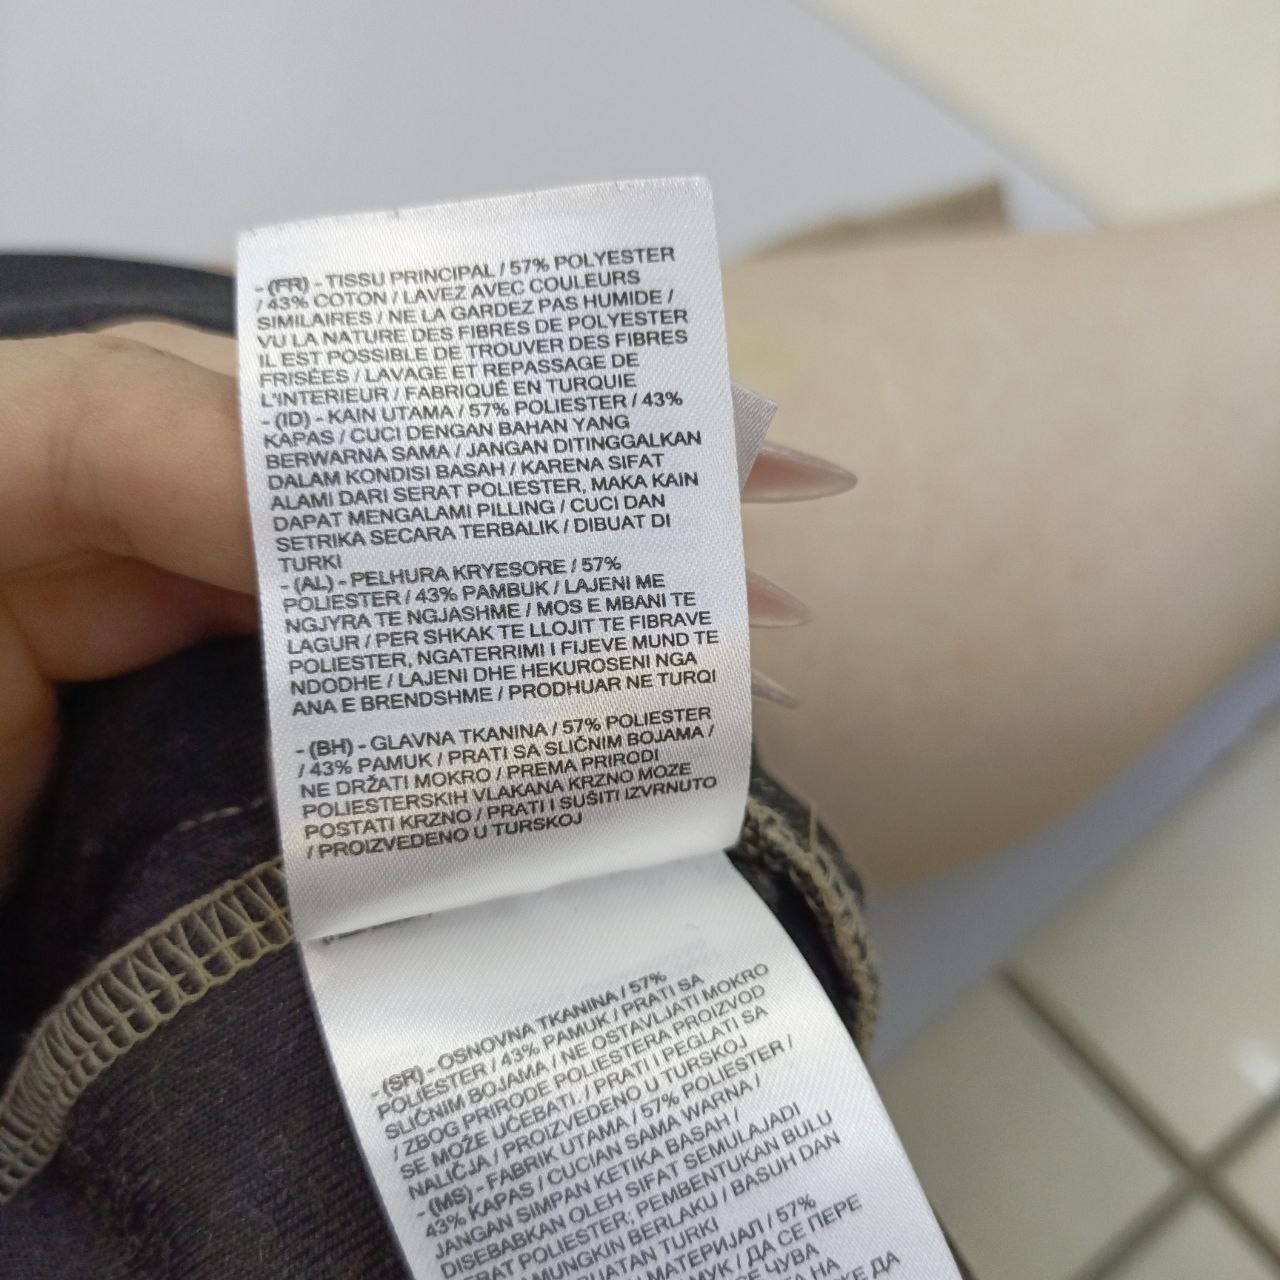 - (FR) - TISSU PRINCIPAL / 57% POLYESTER
/ 43% COTON / LAVEZ AVEC COULEURS
SIMILAIRES / NE LA GARDEZ PAS HUMIDE /
VU LA NATURE DES FIBRES DE POLYESTER
IL EST POSSIBLE DE TROUVER DES FIBRES
FRISÉES / LAVAGE ET REPASSAGE DE
L'INTERIEUR / FABRIQUÉ EN TURQUIE
- (ID) - KAIN UTAMA / 57% POLIESTER / 43%
KAPAS / CUCI DENGAN BAHAN YANG
BERWARNA SAMA / JANGAN DITINGGALKAN
DALAM KONDISI BASAH / KARENA SIFAT
ALAMI DARI SERAT POLIESTER, MAKA KAIN
DAPAT MENGALAMI PILLING / CUCI DAN
SETRIKA SECARA TERBALIK / DIBUAT DI
TURKI
- (AL) - PELHURA KRYESORE / 57%
POLIESTER / 43% PAMBUK / LAJENI ME
NGJYRA TE NGJASHME / MOS E MBANI TE
LAGUR / PER SHKAK TE LLOJIT TE FIBRAVE
POLIESTER, NGATERRIMI I FIJEVE MUND TE
NDODHE / LAJENI DHE HEKUROSENI NGA
ANA E BRENDSHME / PRODHUAR NE TURQI
- (BH) - GLAVNA TKANINA / 57% POLIESTER
/ 43% PAMUK / PRATI SA SLIČNIM BOJAMA /
NE DRŽATI MOKRO / PREMA PRIRODI
POLIESTERSKIH VLAKANA KRZNO MOZE
POSTATI KRZNO / PRATI I SUŠITI IZVRNUTO
/ PROIZVEDENO U TURSKOJ
- (SR) - OSNOVNA TKANINA / 57%
POLIESTER / 43% PAMUK / PRATI SA
SLIČNIM BOJAMA / NE OSTAVLJATI MOKRO
/ ZBOG PRIRODE POLIESTERA PROIZVOD
SE MOŽE UČEBATI, / PRATI I PEGLATI SA
NALIČJA / PROIZVEDENO U TURSKOJ
- (MS) - FABRIK UTAMA / 57% POLIESTER /
43% KAPAS / CUCIAN SAMA WARNA /
JANGAN SIMPAN KETIKA BASAH /
DISEBABKAN OLEH SIFAT SEMULAJADI
SERAT POLIESTER, PEMBENTUKAN BULU
MUNGKIN BERLAKU / BASUH DAN
TURKI
МАТЕРИЈАЛ / 57%
/ ДА СЕ ПЕРЕ
СЕ ЧУВА
НА
ДА